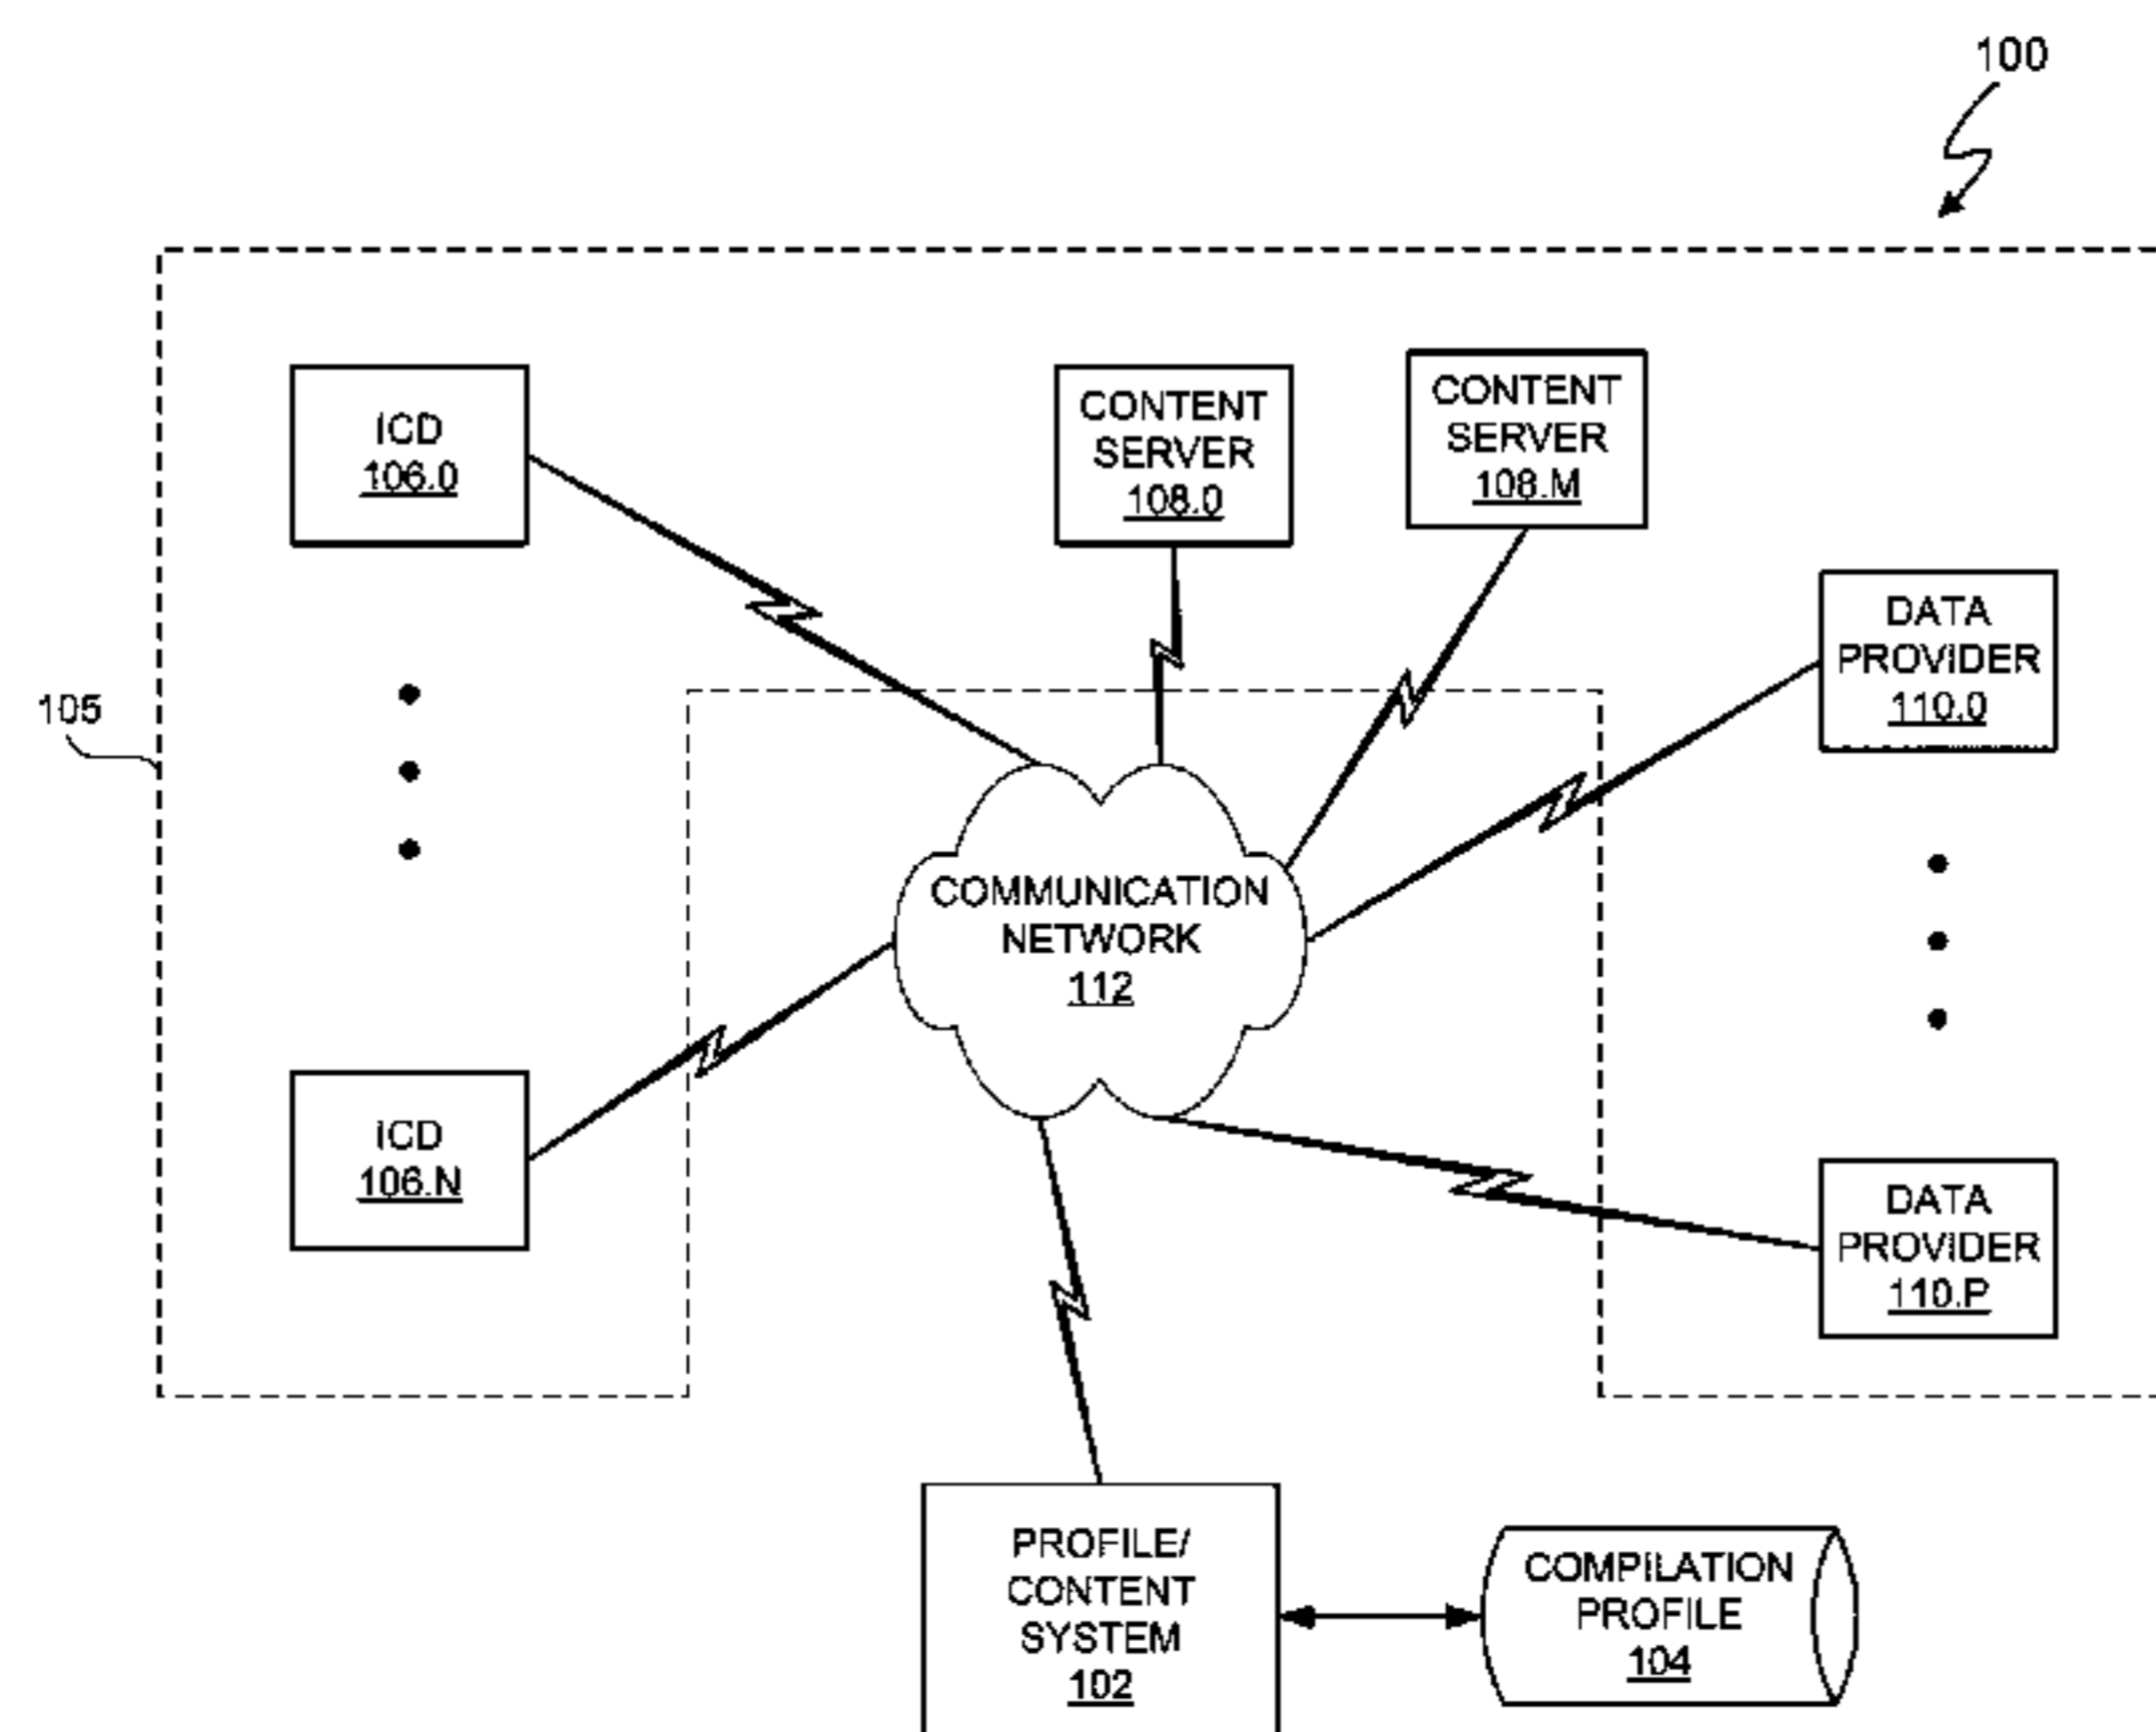 100
ICD
106.0
CONTENT
SERVER
108.0
CONTENT
SERVER
108.M
DATA
PROVIDER
110.0
105
COMMUNICATION
NETWORK
112
ICD
106.N
DATA
PROVIDER
110.P
PROFILE/
CONTENT
SYSTEM
102
COMPILATION
PROFILE
104